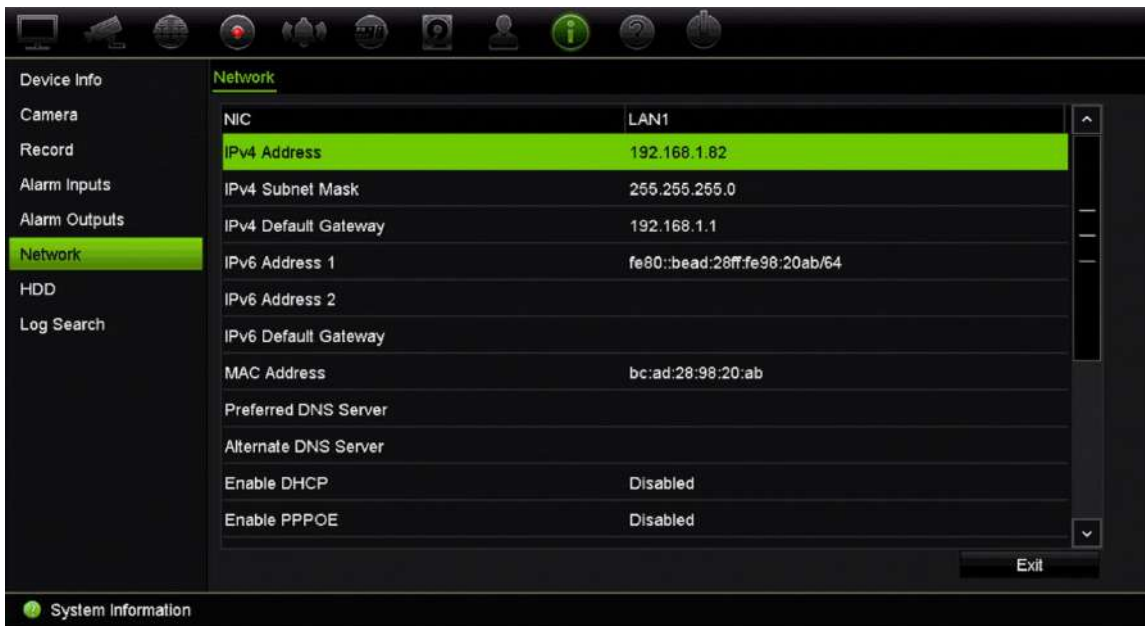 Device Info
Camera
Record
Alarm Inputs
Alarm Outputs
Network
HDD
Log Search
Network
NIC LAN1
IPv4 Address 192.168.1.82
IPv4 Subnet Mask 255.255.255.0
IPv4 Default Gateway 192.168.1.1
IPv6 Address 1 fe80::bead:28ff:fe98:20ab/64
IPv6 Address 2
IPv6 Default Gateway
MAC Address bc:ad:28:98:20:ab
Preferred DNS Server
Alternate DNS Server
Enable DHCP Disabled
Enable PPPOE Disabled
Exit
System Information